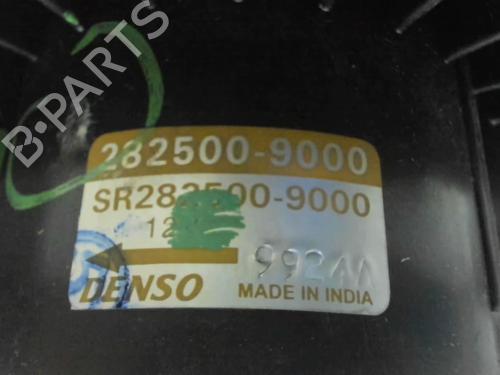 B·PARTS
282500-9000
SR282500-9000
12
9924A
DENSO
MADE IN INDIA